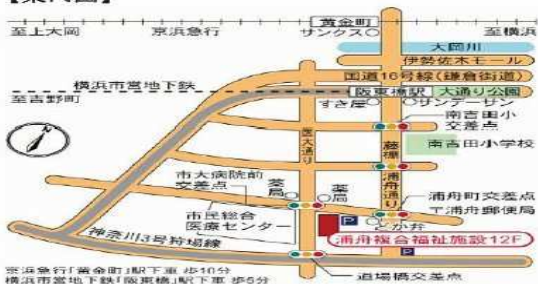 【案内図】
黄金町
至上大岡
京浜急行
サンクス
至横浜
大岡川
伊勢佐木モール
国道16号線(鎌倉街道)
横浜市営地下鉄
阪東橋駅
大通り公園
至吉野町
すき屋
サンデーサン
南吉田小
交差点
医大通り
藤棚浦舟通り
南吉田小学校
市大病院前
交差点
薬局
薬局
浦舟町交差点
〒浦舟郵便局
市民総合
医療センター
P
とか弁
神奈川3号狩場線
浦舟複合福祉施設12F
P
京浜急行「黄金町」駅下車 歩10分
道場橋交差点
横浜市営地下鉄「阪東橋」駅下車 歩5分